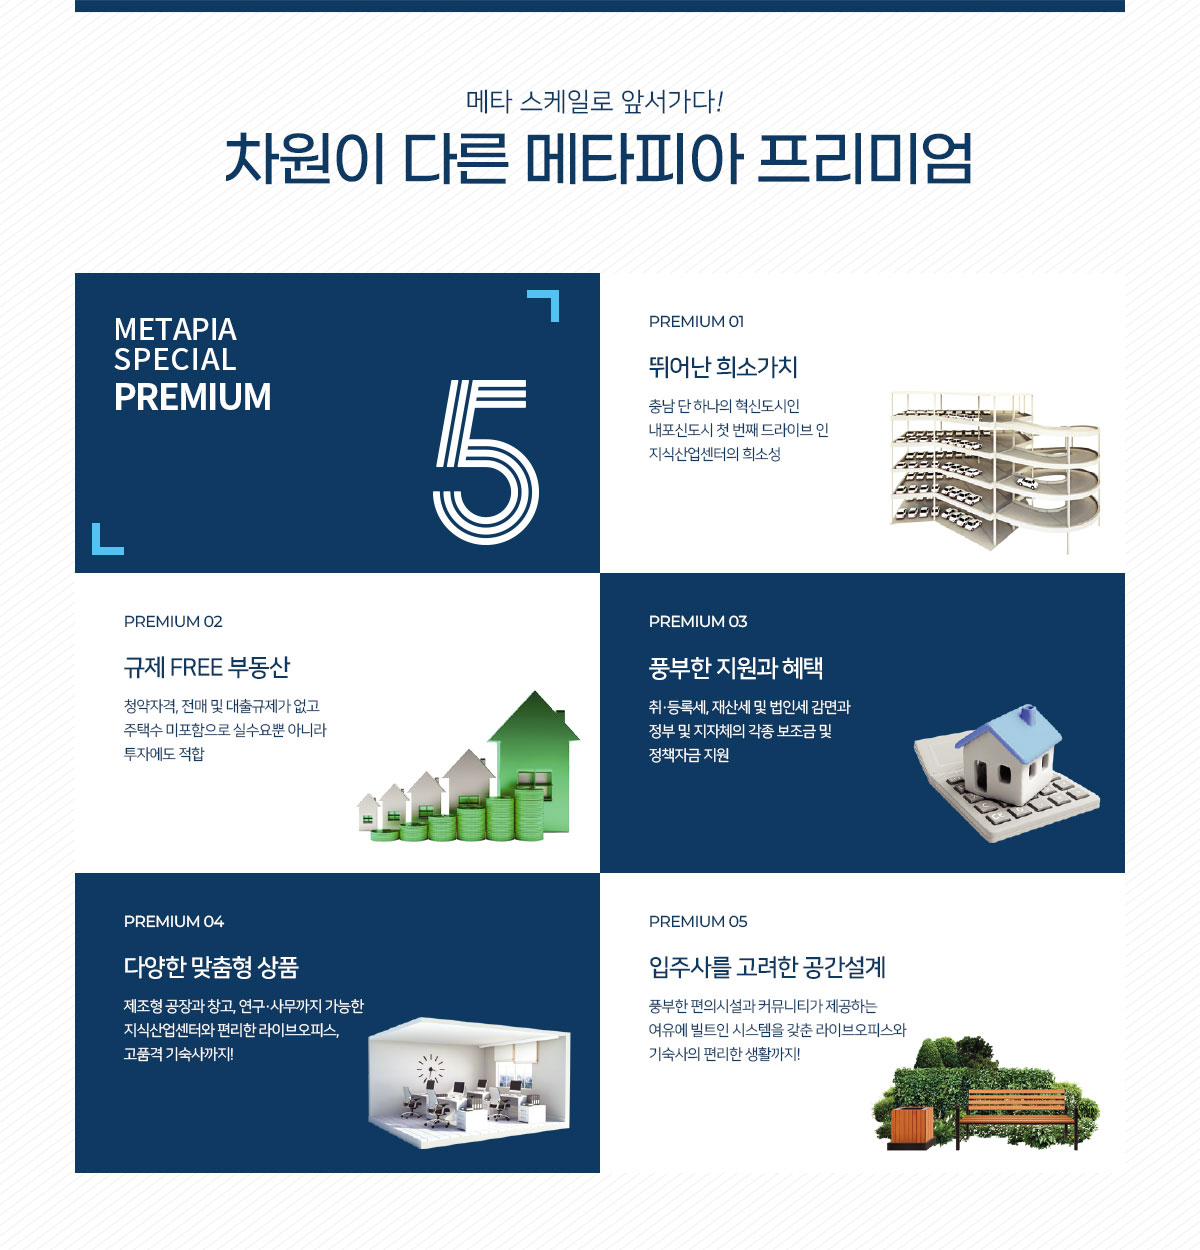 메타 스케일로 앞서가다!
차원이 다른 메타피아 프리미엄
METAPIA
SPECIAL
PREMIUM
5
PREMIUM 01
뛰어난 희소가치
충남 단 하나의 혁신도시인
내포신도시 첫 번째 드라이브 인
지식산업센터의 희소성
PREMIUM 02
규제 FREE 부동산
청약자격, 전매 및 대출규제가 없고
주택수 미포함으로 실수요뿐 아니라
투자에도 적합
PREMIUM 03
풍부한 지원과 혜택
취·등록세, 재산세 및 법인세 감면과
정부 및 지자체의 각종 보조금 및
정책자금 지원
PREMIUM 04
다양한 맞춤형 상품
제조형 공장과 창고, 연구·사무까지 가능한
지식산업센터와 편리한 라이브오피스,
고품격 기숙사까지!
PREMIUM 05
입주사를 고려한 공간설계
풍부한 편의시설과 커뮤니티가 제공하는
여유에 빌트인 시스템을 갖춘 라이브오피스와
기숙사의 편리한 생활까지!